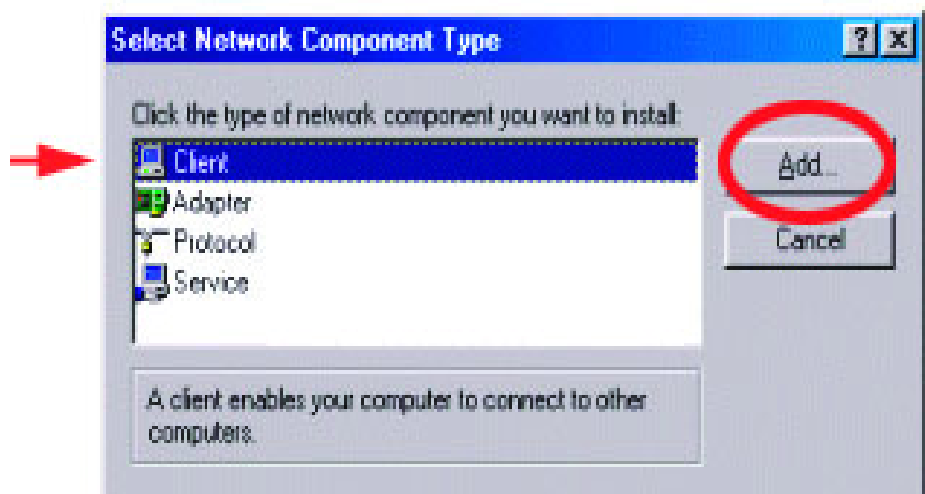 Select Network Component Type
Click the type of network component you want to install:
Client
Adapter
Protocol
Service
Add...
Cancel
A client enables your computer to connect to other
computers.